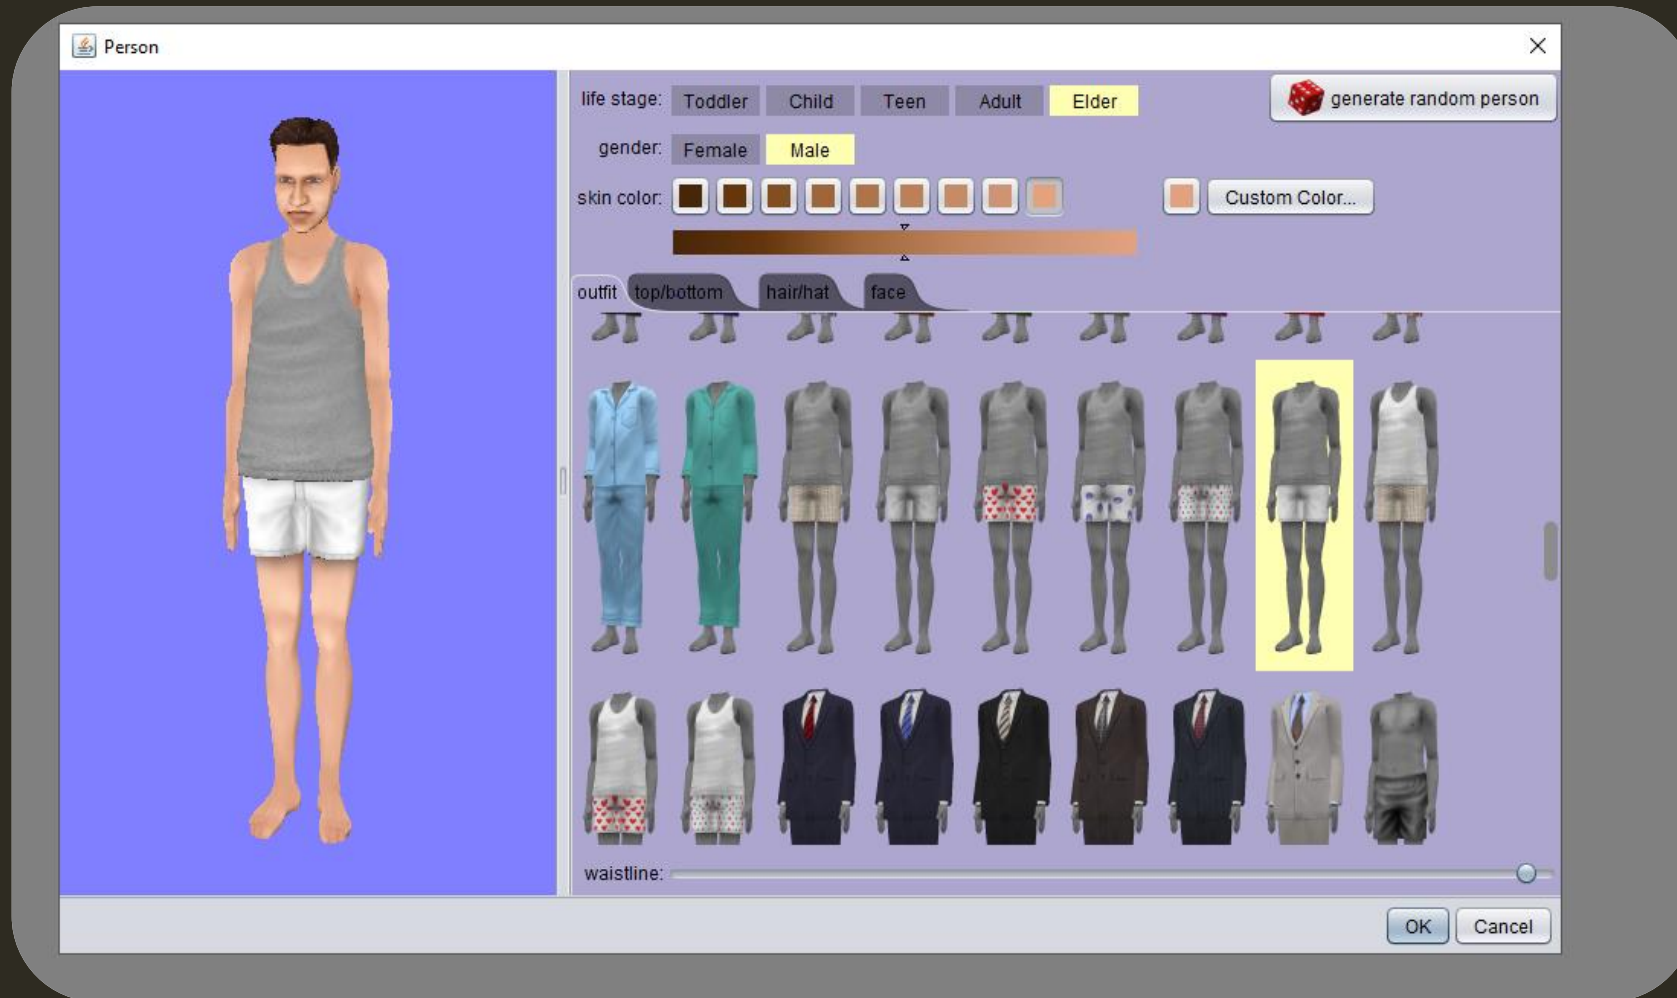 Person
life stage: Toddler Child Teen Adult Elder generate random person
gender: Female Male
skin color: Custom Color...
outfit top/bottom hair/hat face
waistline:
OK Cancel